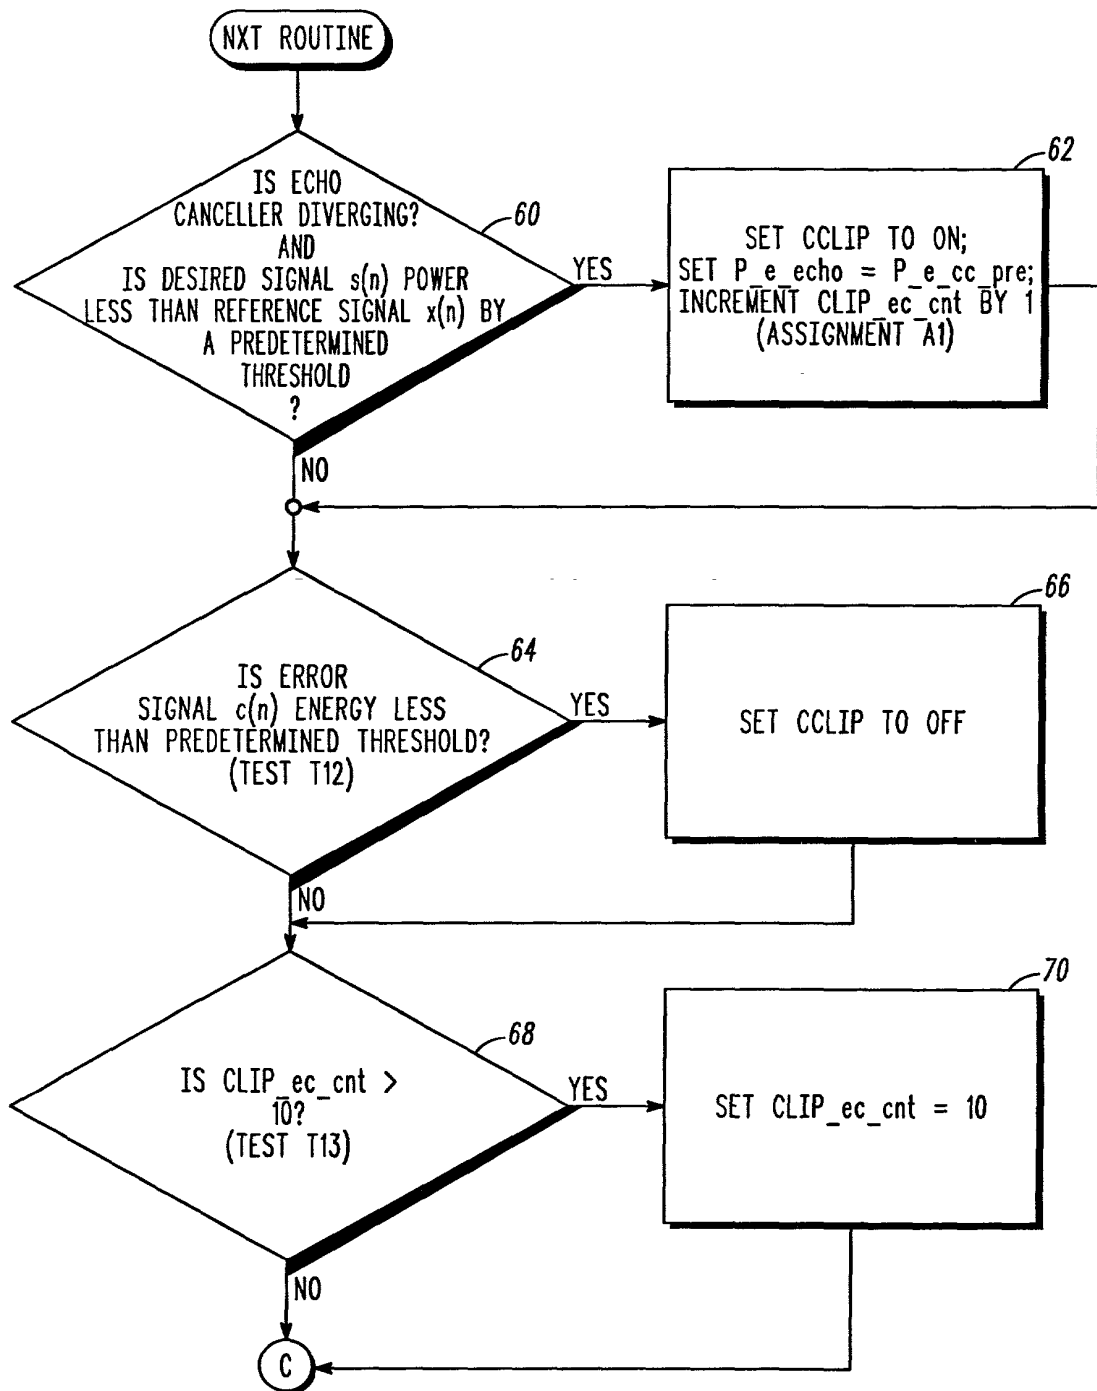 NXT ROUTINE
IS ECHO
CANCELLER DIVERGING?
AND
IS DESIRED SIGNAL s(n) POWER
LESS THAN REFERENCE SIGNAL x(n) BY
A PREDETERMINED
THRESHOLD
?
60
YES
NO
62
SET CCLIP TO ON;
SET P_e_echo = P_e_cc_pre;
INCREMENT CLIP_ec_cnt BY 1
(ASSIGNMENT A1)
IS ERROR
SIGNAL c(n) ENERGY LESS
THAN PREDETERMINED THRESHOLD?
(TEST T12)
64
YES
NO
66
SET CCLIP TO OFF
IS CLIP_ec_cnt >
10?
(TEST T13)
68
YES
NO
70
SET CLIP_ec_cnt = 10
C